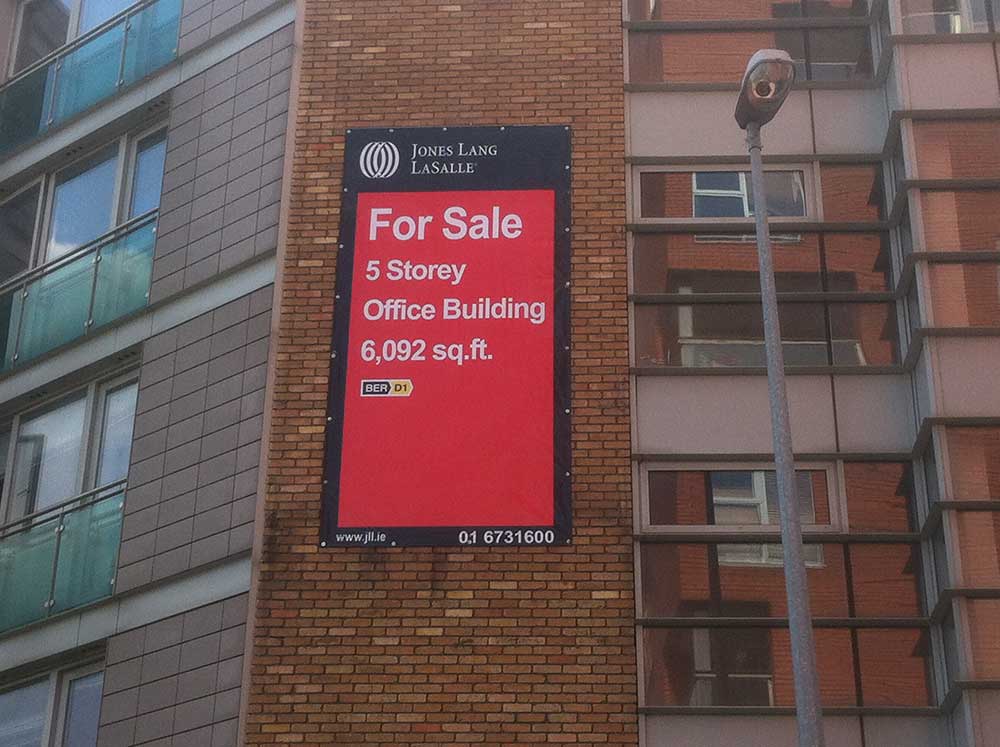 JONES LANG
LASALLE
For Sale
5 Storey
Office Building
6,092 sq.ft.
BER D1
www.jll.ie 01 6731600